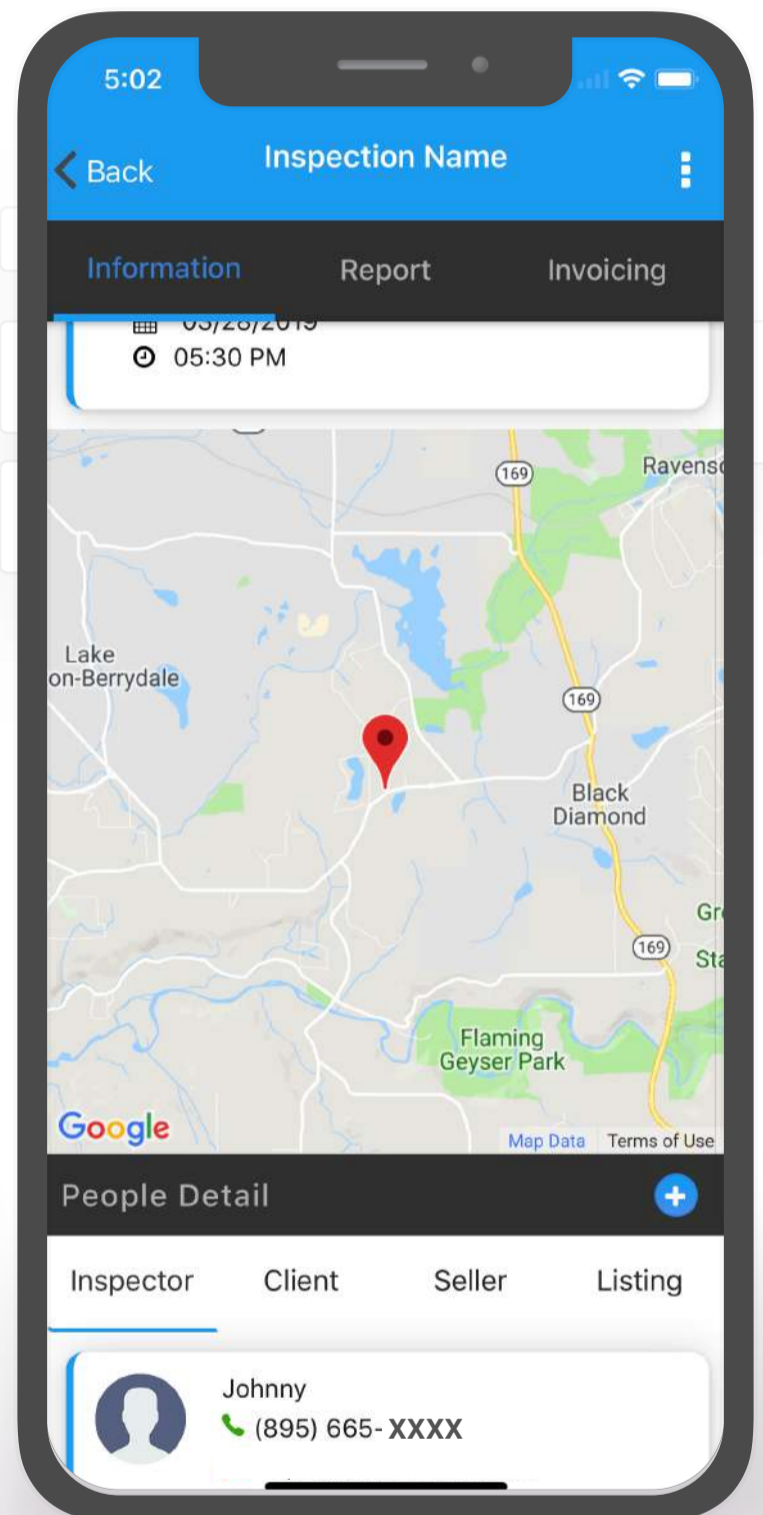 5:02
Back
Inspection Name
Information
Report
Invoicing
05:30 PM
169
Lake
on-Berrydale
169
Black
Diamond
169
Flaming
Geyser Park
Google
Map Data
Terms of Use
People Detail
Inspector
Client
Seller
Listing
Johnny
(895) 665- XXXX